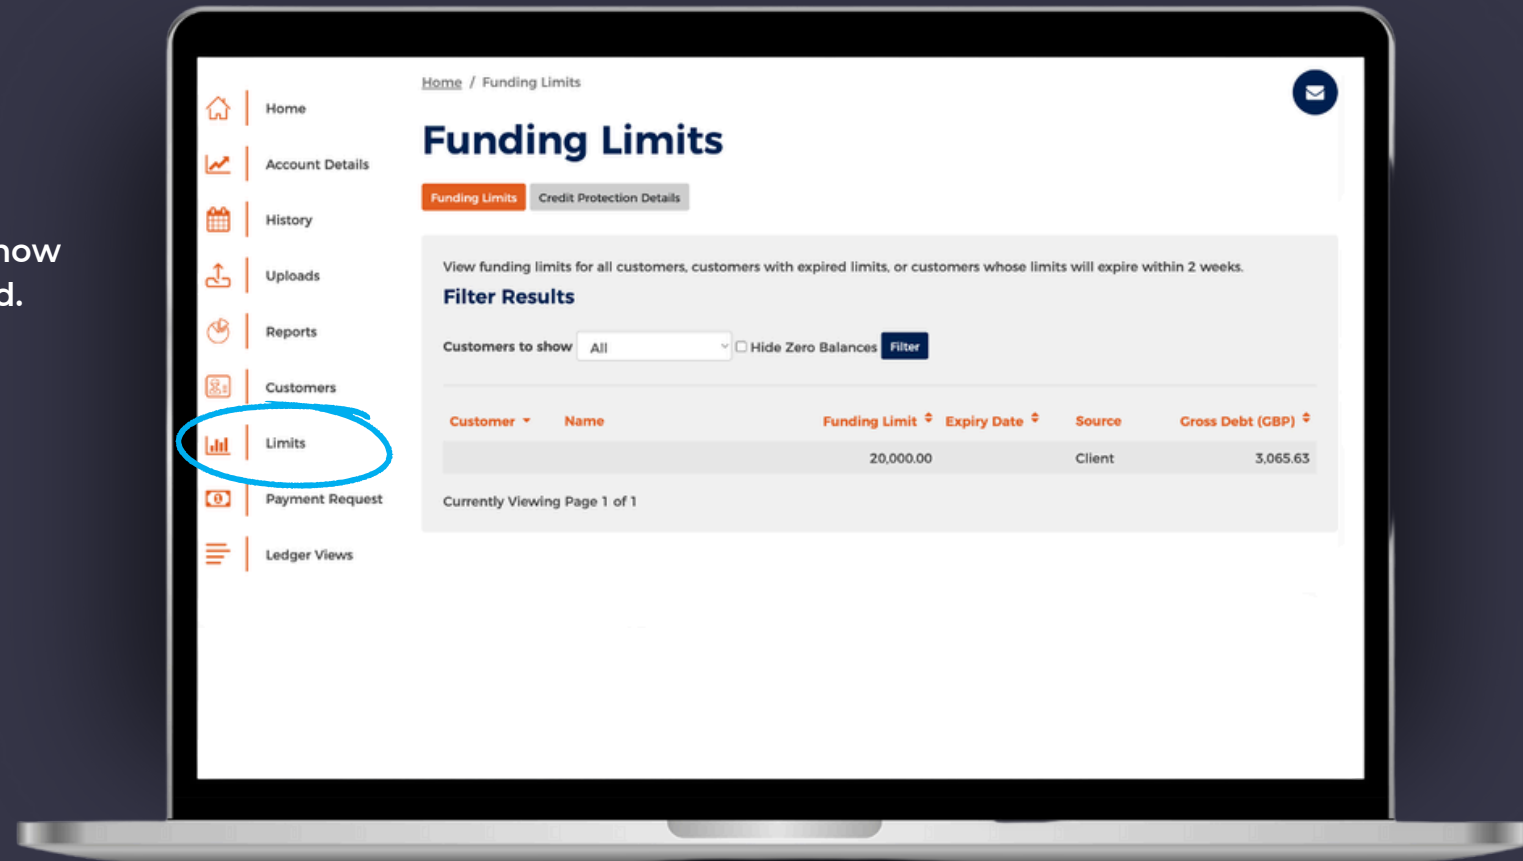 d.
Home / Funding Limits
Funding Limits
Funding Limits Credit Protection Details
Home
Account Details
History
Uploads
Reports
Customers
Limits
Payment Request
Ledger Views
View funding limits for all customers, customers with expired limits, or customers whose limits will expire within 2 weeks.
Filter Results
Customers to show All Hide Zero Balances Filter
Customer Name Funding Limit Expiry Date Source Gross Debt (GBP)
20,000.00 Client 3,065.63
Currently Viewing Page 1 of 1